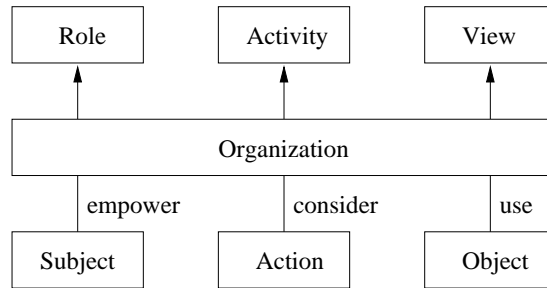 Role Activity View
Organization
empower consider use
Subject Action Object